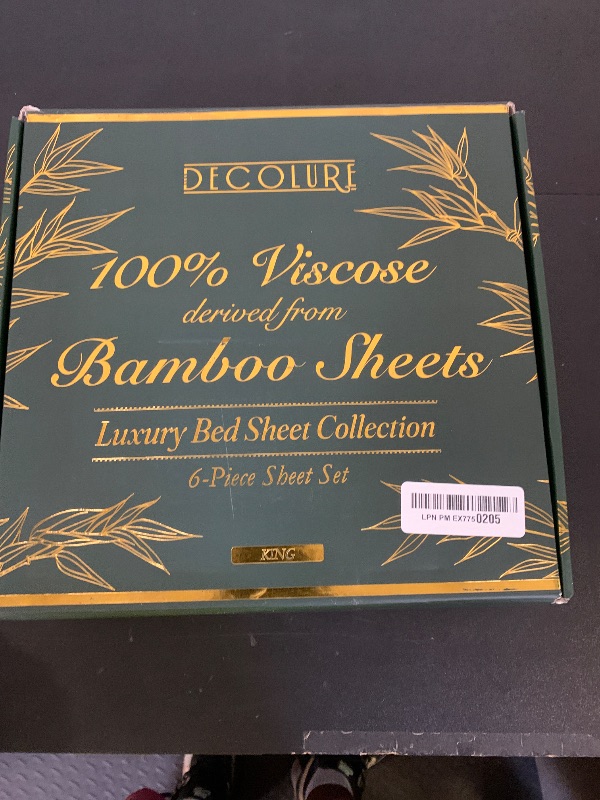 DECOLURE
100% Viscose
derived from
Bamboo Sheets
Luxury Bed Sheet Collection
6-Piece Sheet Set
LPN PM EX7750205
KING